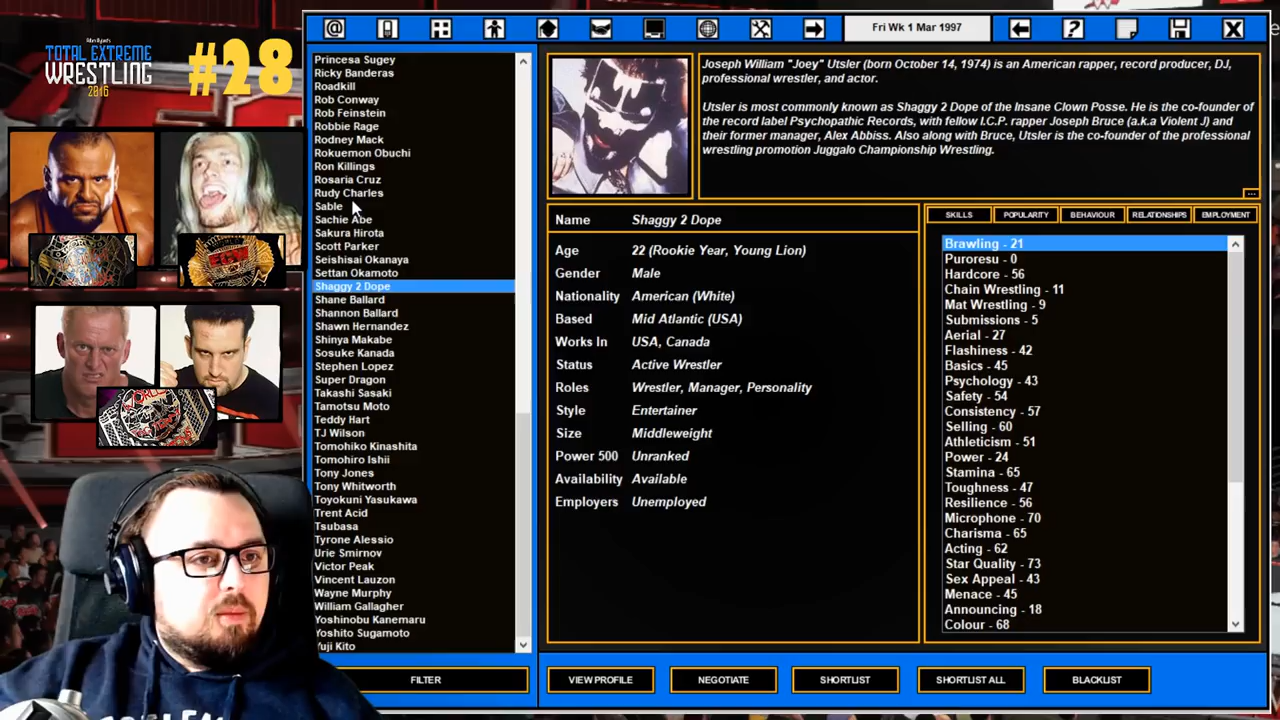 TOTAL EXTREME
WRESTLING
2016
#28
Fri Wk 1 Mar 1997
Princesa Sugey
Ricky Banderas
Roadkill
Rob Conway
Rob Feinstein
Robbie Rage
Rodney Mack
Rokuemon Obuchi
Ron Killings
Rosaria Cruz
Rudy Charles
Sable
Sachie Abe
Sakura Hirota
Scott Parker
Seishisai Okanaya
Settan Okamoto
Shaggy 2 Dope
Shane Ballard
Shannon Ballard
Shawn Hernandez
Shinya Makabe
Sosuke Kanada
Stephen Lopez
Super Dragon
Takashi Sasaki
Tamotsu Moto
Teddy Hart
TJ Wilson
Tomohiko Kinashita
Tomohiro Ishii
Tony Jones
Tony Whitworth
Toyokuni Yasukawa
Trent Acid
Tsubasa
Tyrone Alessio
Urie Smirnov
Victor Peak
Vincent Lauzon
Wayne Murphy
William Gallagher
Yoshinobu Kanemaru
Yoshito Sugamoto
Yuji Kito
FILTER
Joseph William "Joey" Utsler (born October 14, 1974) is an American rapper, record producer, DJ,
professional wrestler, and actor.
Utsler is most commonly known as Shaggy 2 Dope of the Insane Clown Posse. He is the co-founder of
the record label Psychopathic Records, with fellow I.C.P. rapper Joseph Bruce (a.k.a Violent J) and
their former manager, Alex Abbiss. Also along with Bruce, Utsler is the co-founder of the professional
wrestling promotion Juggalo Championship Wrestling.
...
Name Shaggy 2 Dope
Age 22 (Rookie Year, Young Lion)
Gender Male
Nationality American (White)
Based Mid Atlantic (USA)
Works In USA, Canada
Status Active Wrestler
Roles Wrestler, Manager, Personality
Style Entertainer
Size Middleweight
Power 500 Unranked
Availability Available
Employers Unemployed
SKILLS POPULARITY BEHAVIOUR RELATIONSHIPS EMPLOYMENT
Brawling - 21
Puroresu - 0
Hardcore - 56
Chain Wrestling - 11
Mat Wrestling - 9
Submissions - 5
Aerial - 27
Flashiness - 42
Basics - 45
Psychology - 43
Safety - 54
Consistency - 57
Selling - 60
Athleticism - 51
Power - 24
Stamina - 65
Toughness - 47
Resilience - 56
Microphone - 70
Charisma - 65
Acting - 62
Star Quality - 73
Sex Appeal - 43
Menace - 45
Announcing - 18
Colour - 68
VIEW PROFILE NEGOTIATE SHORTLIST SHORTLIST ALL BLACKLIST